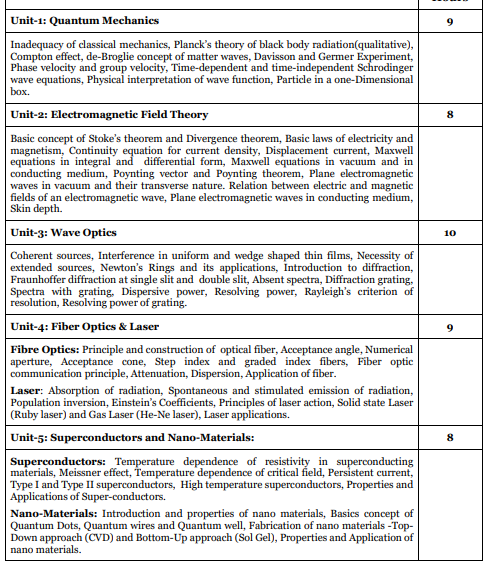 HOURS
Unit-1: Quantum Mechanics 9
Inadequacy of classical mechanics, Planck's theory of black body radiation(qualitative),
Compton effect, de-Broglie concept of matter waves, Davisson and Germer Experiment,
Phase velocity and group velocity, Time-dependent and time-independent Schrodinger
wave equations, Physical interpretation of wave function, Particle in a one-Dimensional
box.
Unit-2: Electromagnetic Field Theory 8
Basic concept of Stoke's theorem and Divergence theorem, Basic laws of electricity and
magnetism, Continuity equation for current density, Displacement current, Maxwell
equations in integral and differential form, Maxwell equations in vacuum and in
conducting medium, Poynting vector and Poynting theorem, Plane electromagnetic
waves in vacuum and their transverse nature. Relation between electric and magnetic
fields of an electromagnetic wave, Plane electromagnetic waves in conducting medium,
Skin depth.
Unit-3: Wave Optics 10
Coherent sources, Interference in uniform and wedge shaped thin films, Necessity of
extended sources, Newton's Rings and its applications, Introduction to diffraction,
Fraunhoffer diffraction at single slit and double slit, Absent spectra, Diffraction grating,
Spectra with grating, Dispersive power, Resolving power, Rayleigh's criterion of
resolution, Resolving power of grating.
Unit-4: Fiber Optics & Laser 9
Fibre Optics: Principle and construction of optical fiber, Acceptance angle, Numerical
aperture, Acceptance cone, Step index and graded index fibers, Fiber optic
communication principle, Attenuation, Dispersion, Application of fiber.
Laser: Absorption of radiation, Spontaneous and stimulated emission of radiation,
Population inversion, Einstein's Coefficients, Principles of laser action, Solid state Laser
(Ruby laser) and Gas Laser (He-Ne laser), Laser applications.
Unit-5: Superconductors and Nano-Materials: 8
Superconductors: Temperature dependence of resistivity in superconducting
materials, Meissner effect, Temperature dependence of critical field, Persistent current,
Type I and Type II superconductors, High temperature superconductors, Properties and
Applications of Super-conductors.
Nano-Materials: Introduction and properties of nano materials, Basics concept of
Quantum Dots, Quantum wires and Quantum well, Fabrication of nano materials -Top-
Down approach (CVD) and Bottom-Up approach (Sol Gel), Properties and Application of
nano materials.